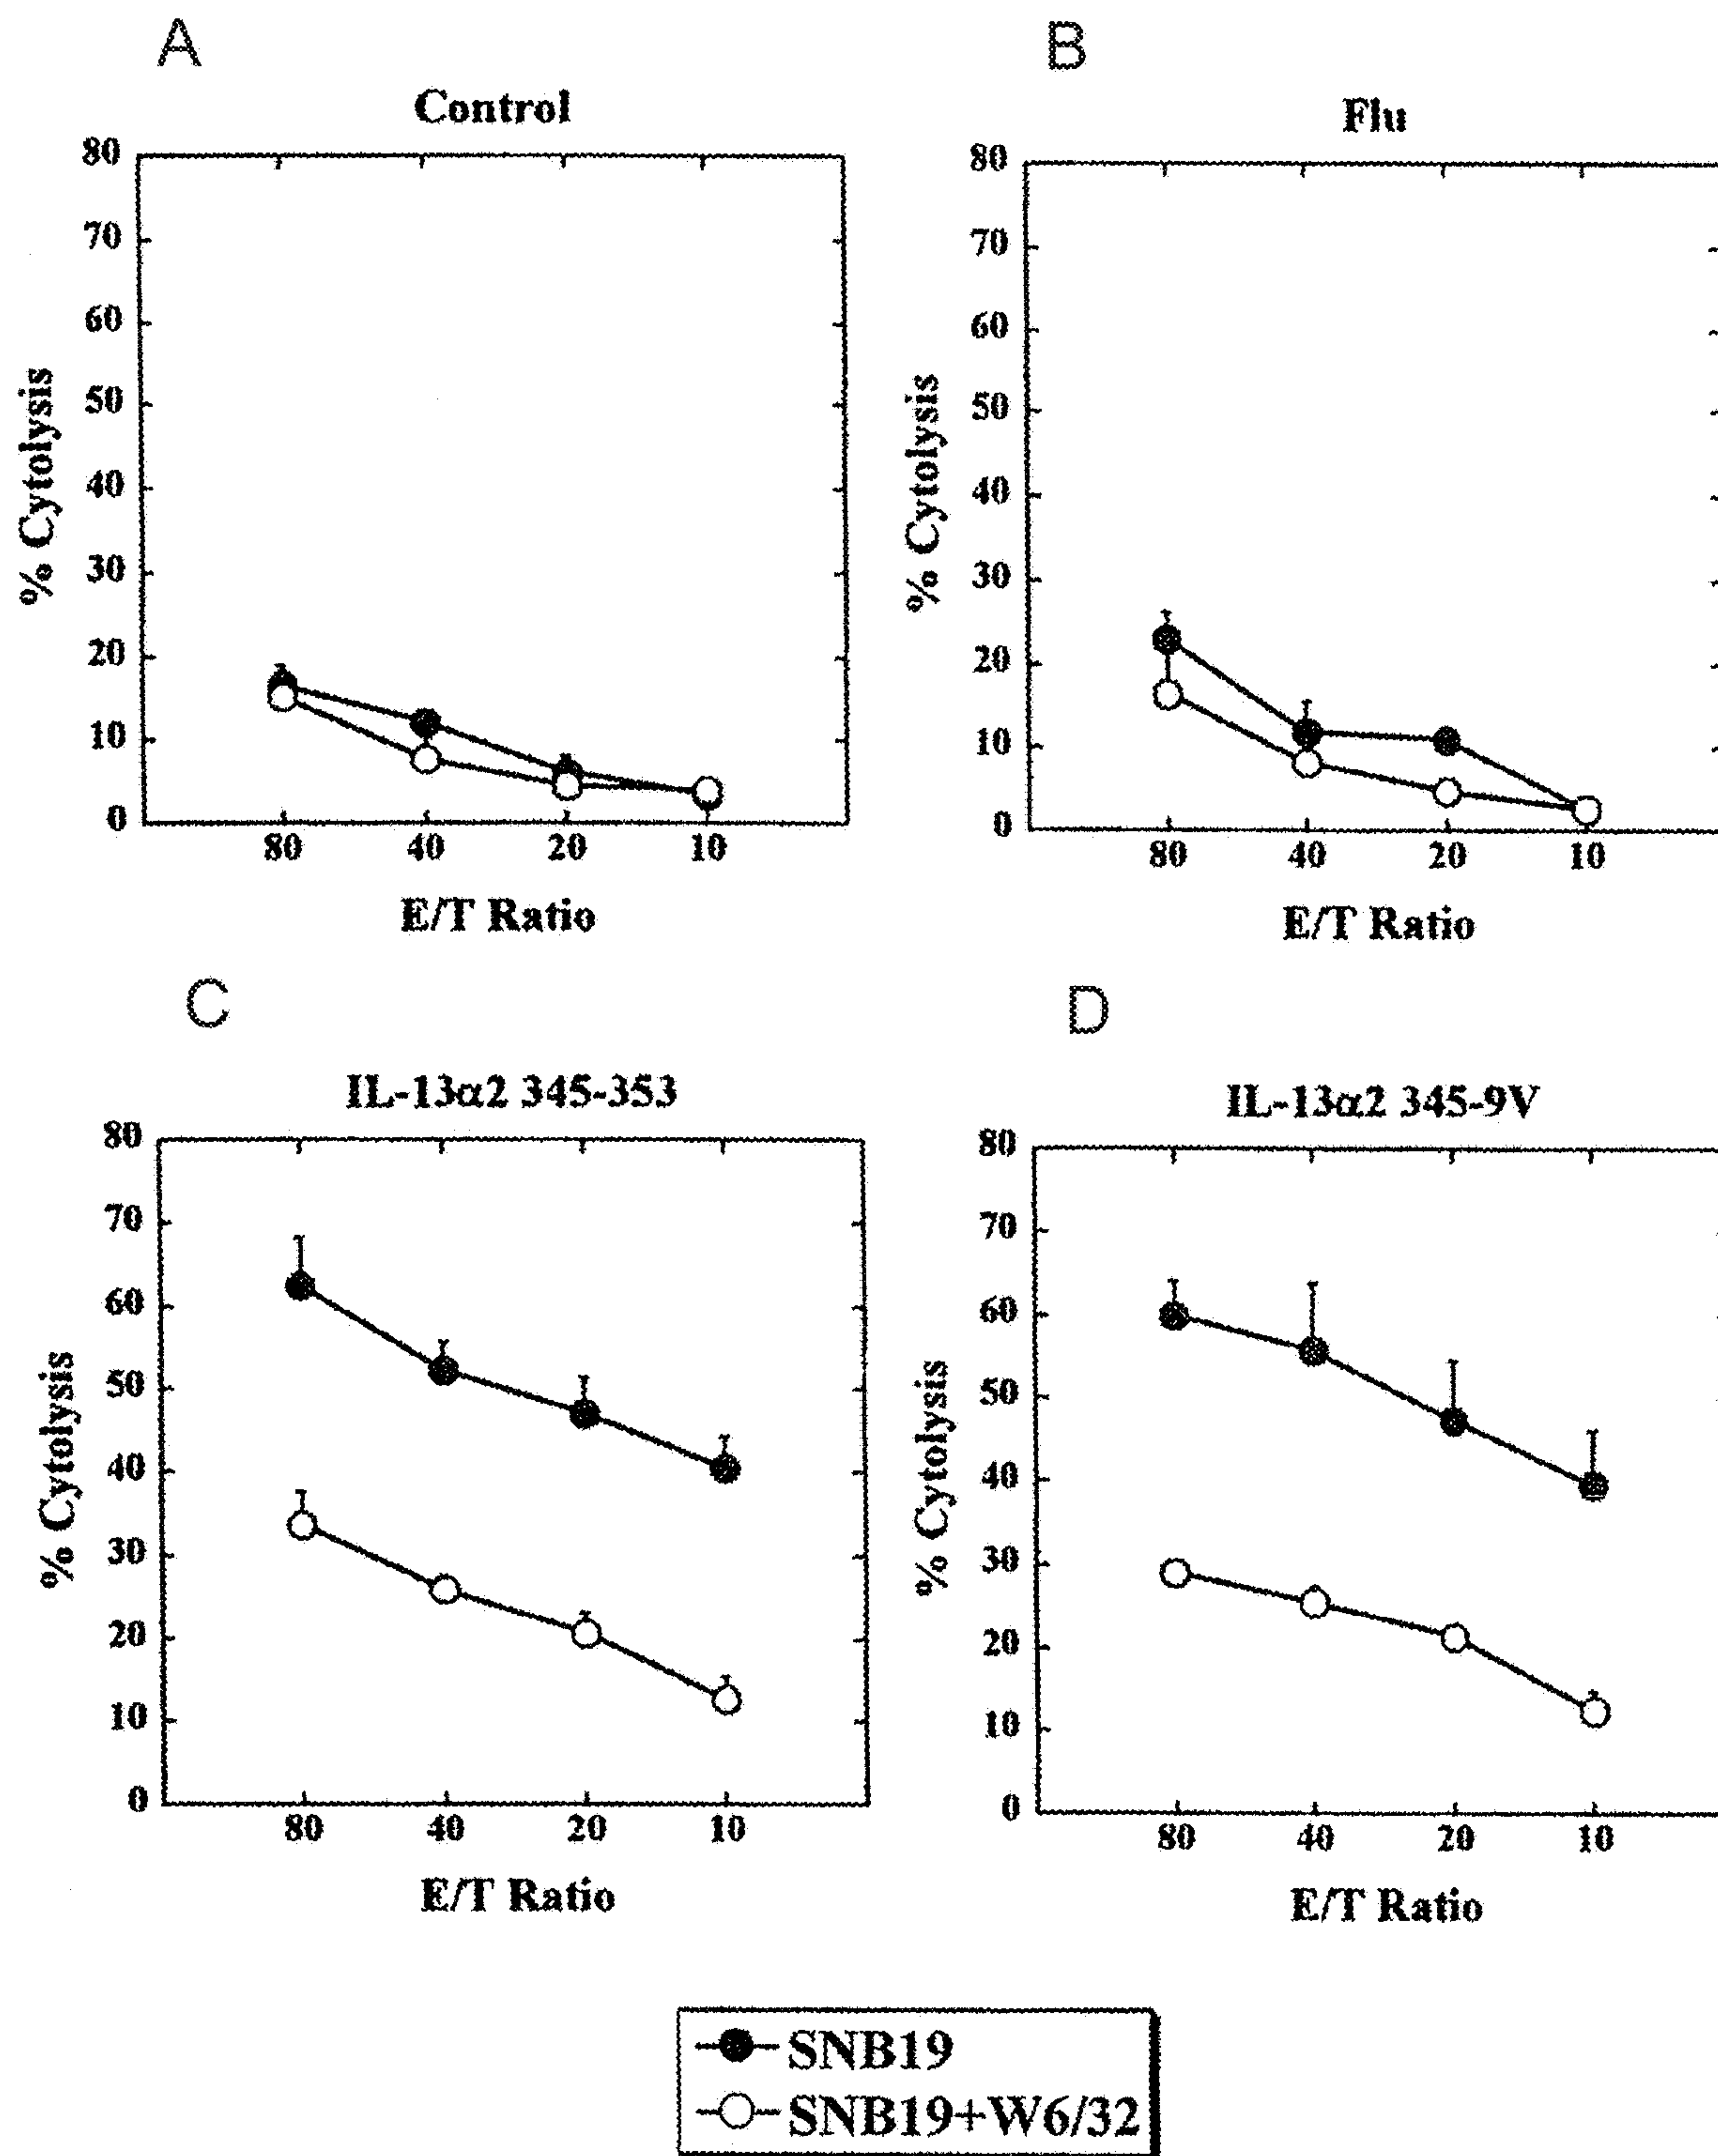 A
Control
80
70
60
50
40
30
20
10
0
% Cytolysis
80 40 20 10
E/T Ratio
B
Flu
80
70
60
50
40
30
20
10
0
% Cytolysis
80 40 20 10
E/T Ratio
C
IL-13α2 345-353
80
70
60
50
40
30
20
10
0
% Cytolysis
80 40 20 10
E/T Ratio
D
IL-13α2 345-9V
80
70
60
50
40
30
20
10
0
% Cytolysis
80 40 20 10
E/T Ratio
SNB19
SNB19+W6/32